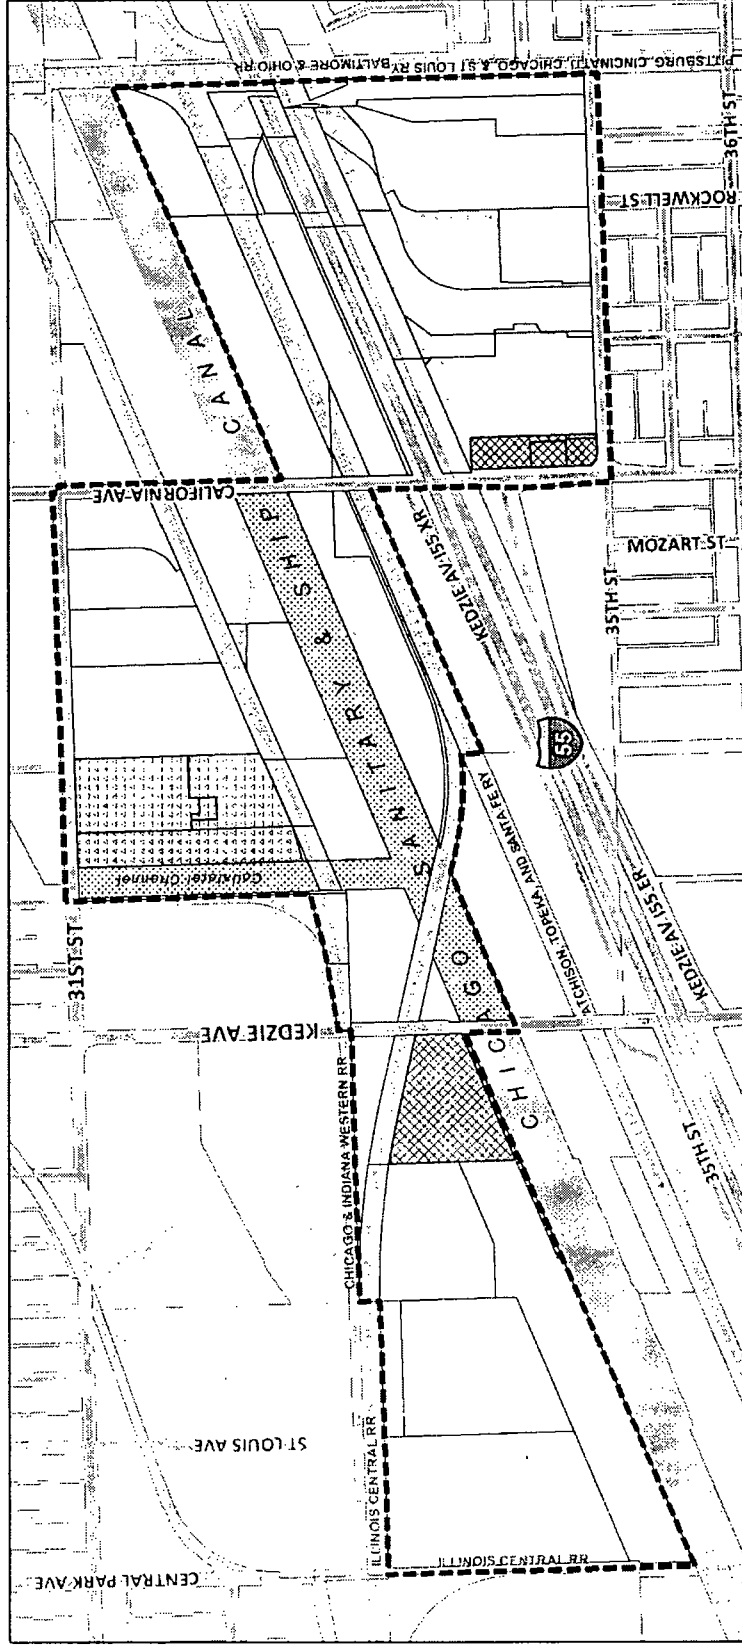 PITTSBURG, CINCINATTI, CHICAGO, & ST LOUIS RY
BALTIMORE & OHIO RR
36TH ST
ROCKWELL ST
CALIFORNIA AVE
CHICAGO SANITARY & SHIP CANAL
KEDZIE AV-I55 XR
MOZART ST
35TH ST
55
ATCHISON, TOPEKA, AND SANTA FE RY
KEDZIE AV I55 ER
Collateral Channel
31ST ST
KEDZIE AVE
CHICAGO & INDIANA WESTERN RR
35TH ST
ST LOUIS AVE
ILLINOIS CENTRAL RR
ILLINOIS CENTRAL RR
CENTRAL PARK AVE